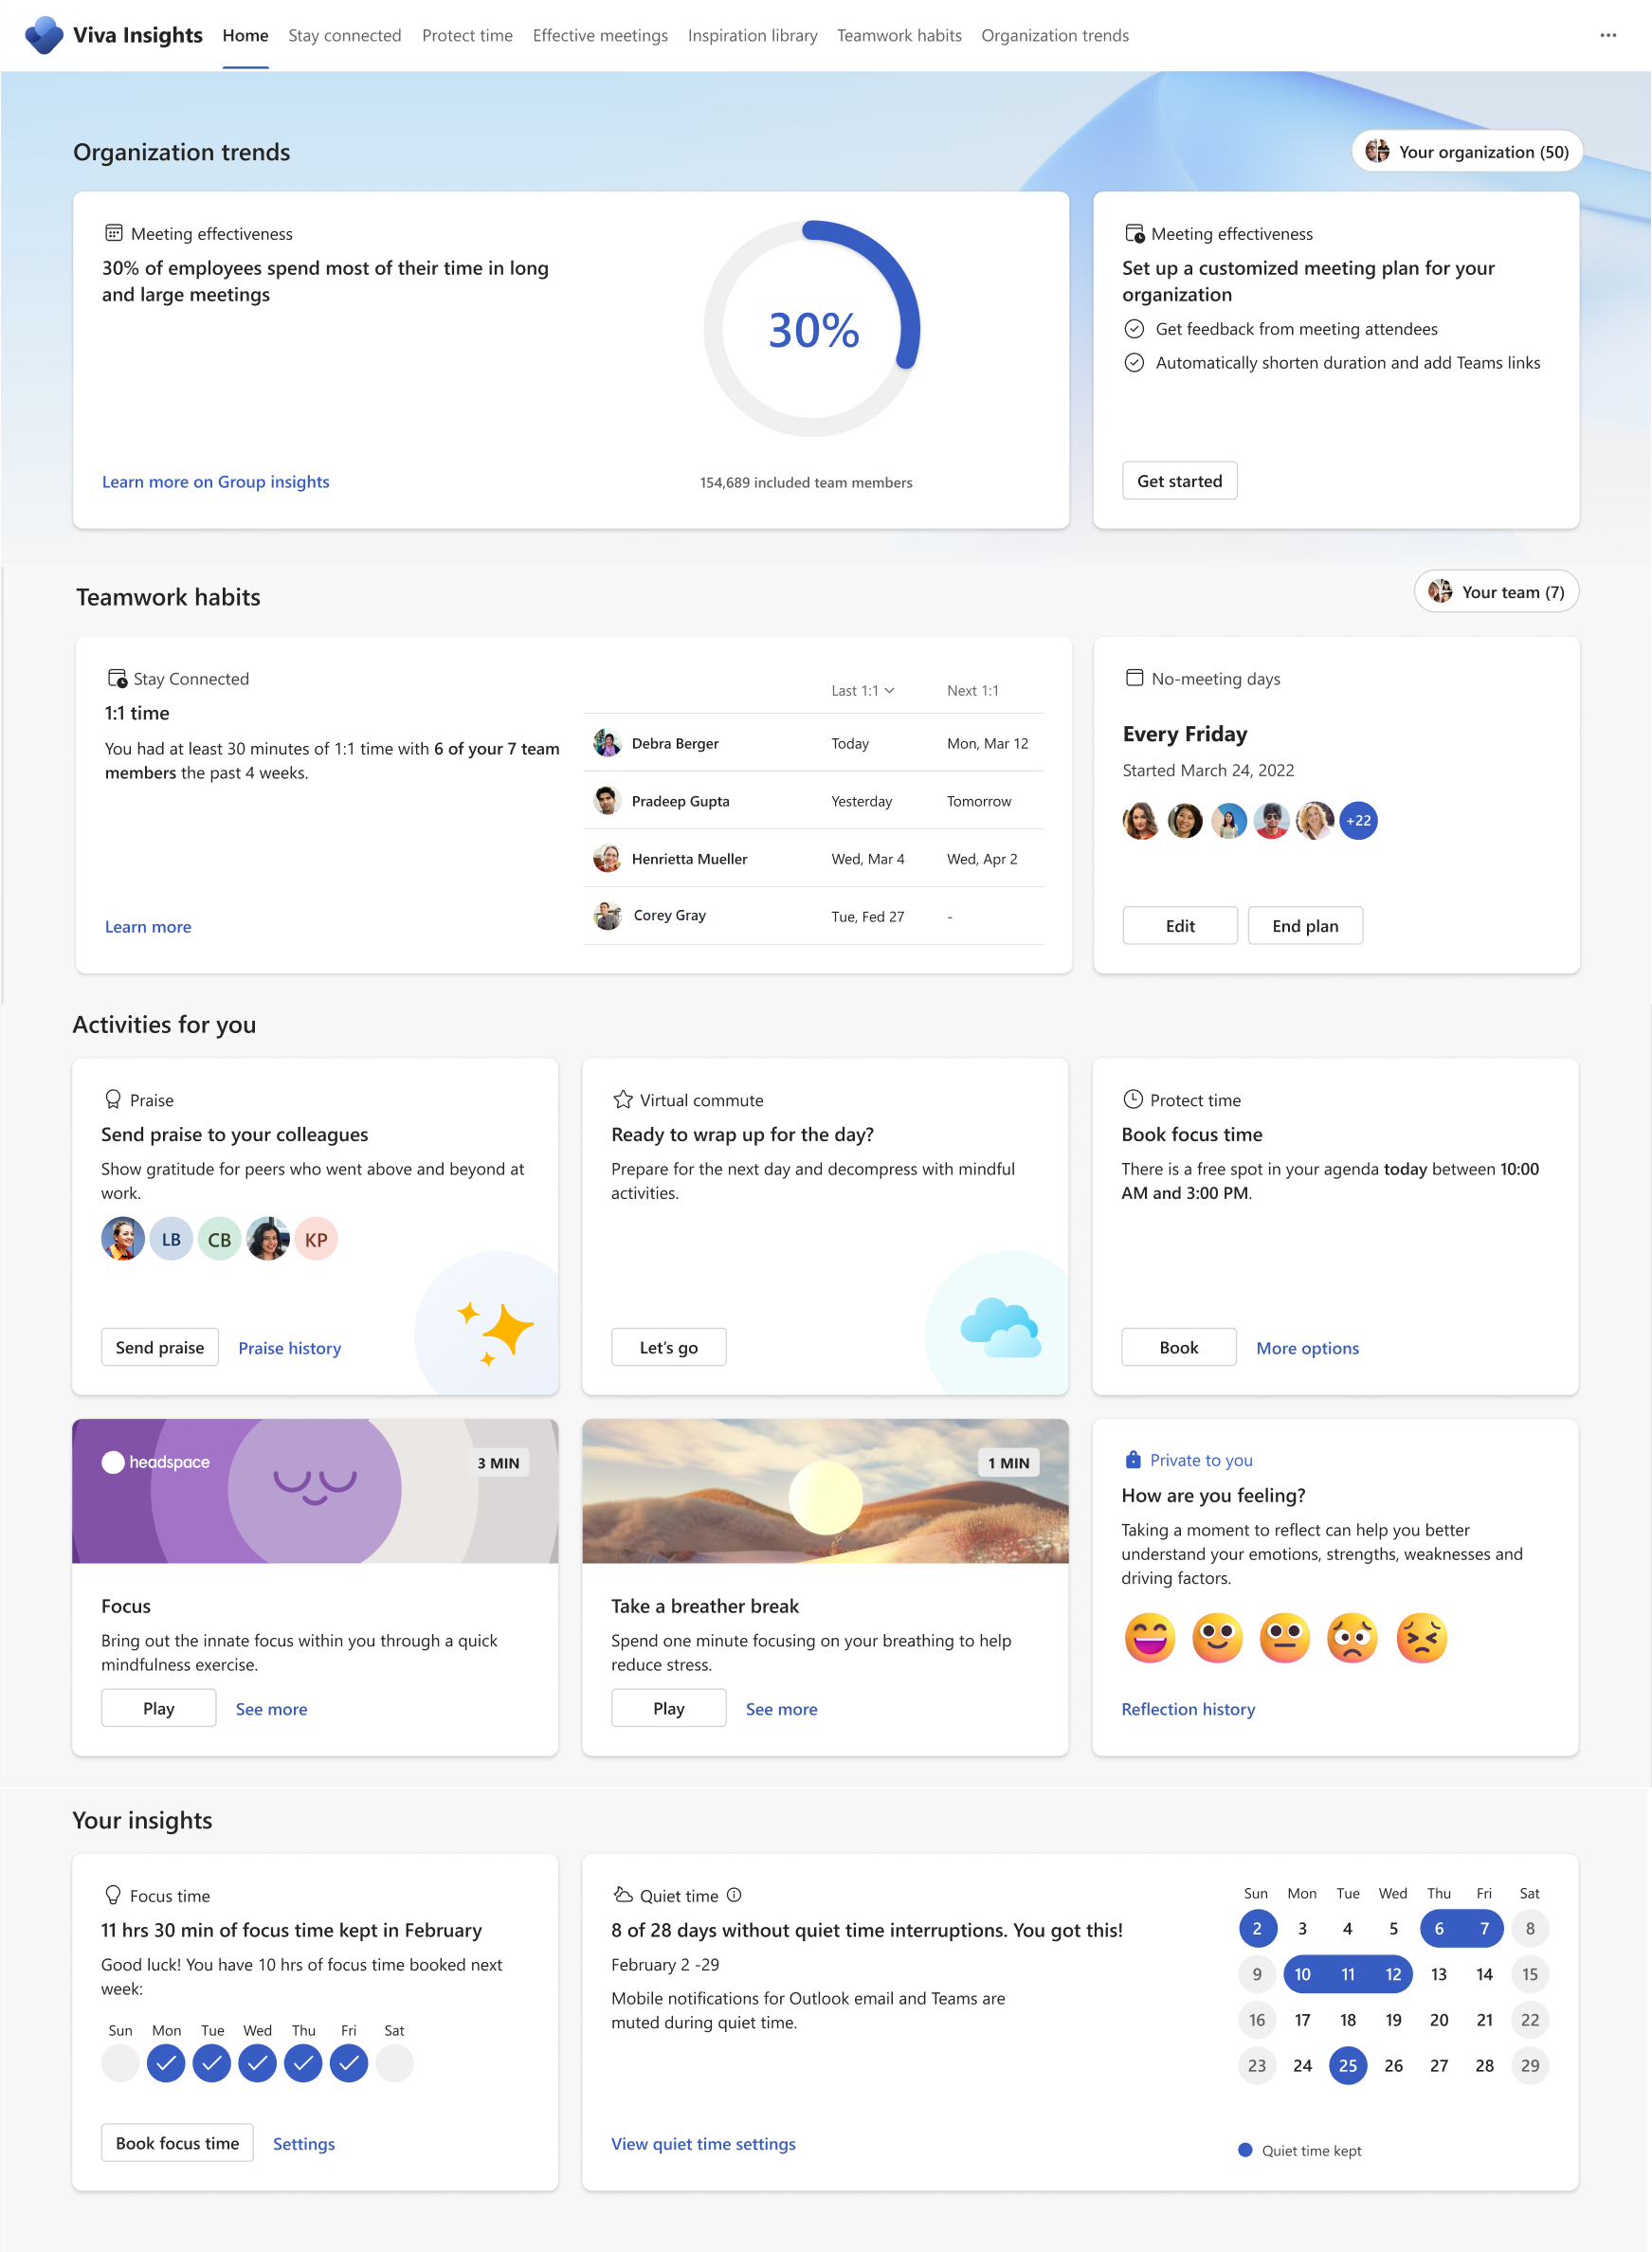 Viva Insights
Home
Stay connected
Protect time
Effective meetings
Inspiration library
Teamwork habits
Organization trends
Organization trends
Your organization (50)
Meeting effectiveness
30% of employees spend most of their time in long
and large meetings
30%
154,689 included team members
Learn more on Group insights
Meeting effectiveness
Set up a customized meeting plan for your
organization
Get feedback from meeting attendees
Automatically shorten duration and add Teams links
Get started
Teamwork habits
Your team (7)
Stay Connected
1:1 time
You had at least 30 minutes of 1:1 time with 6 of your 7 team
members the past 4 weeks.
Learn more
Last 1:1 Next 1:1
Debra Berger Today Mon, Mar 12
Pradeep Gupta Yesterday Tomorrow
Henrietta Mueller Wed, Mar 4 Wed, Apr 2
Corey Gray Tue, Fed 27 -
No-meeting days
Every Friday
Started March 24, 2022
+22
Edit
End plan
Activities for you
Praise
Send praise to your colleagues
Show gratitude for peers who went above and beyond at
work.
LB CB KP
Send praise
Praise history
Virtual commute
Ready to wrap up for the day?
Prepare for the next day and decompress with mindful
activities.
Let's go
Protect time
Book focus time
There is a free spot in your agenda today between 10:00
AM and 3:00 PM.
Book
More options
headspace
3 MIN
Focus
Bring out the innate focus within you through a quick
mindfulness exercise.
Play
See more
1 MIN
Take a breather break
Spend one minute focusing on your breathing to help
reduce stress.
Play
See more
Private to you
How are you feeling?
Taking a moment to reflect can help you better
understand your emotions, strengths, weaknesses and
driving factors.
Reflection history
Your insights
Focus time
11 hrs 30 min of focus time kept in February
Good luck! You have 10 hrs of focus time booked next
week:
Sun Mon Tue Wed Thu Fri Sat
Book focus time
Settings
Quiet time
8 of 28 days without quiet time interruptions. You got this!
February 2 -29
Mobile notifications for Outlook email and Teams are
muted during quiet time.
View quiet time settings
Sun Mon Tue Wed Thu Fri Sat
2 3 4 5 6 7 8
9 10 11 12 13 14 15
16 17 18 19 20 21 22
23 24 25 26 27 28 29
Quiet time kept